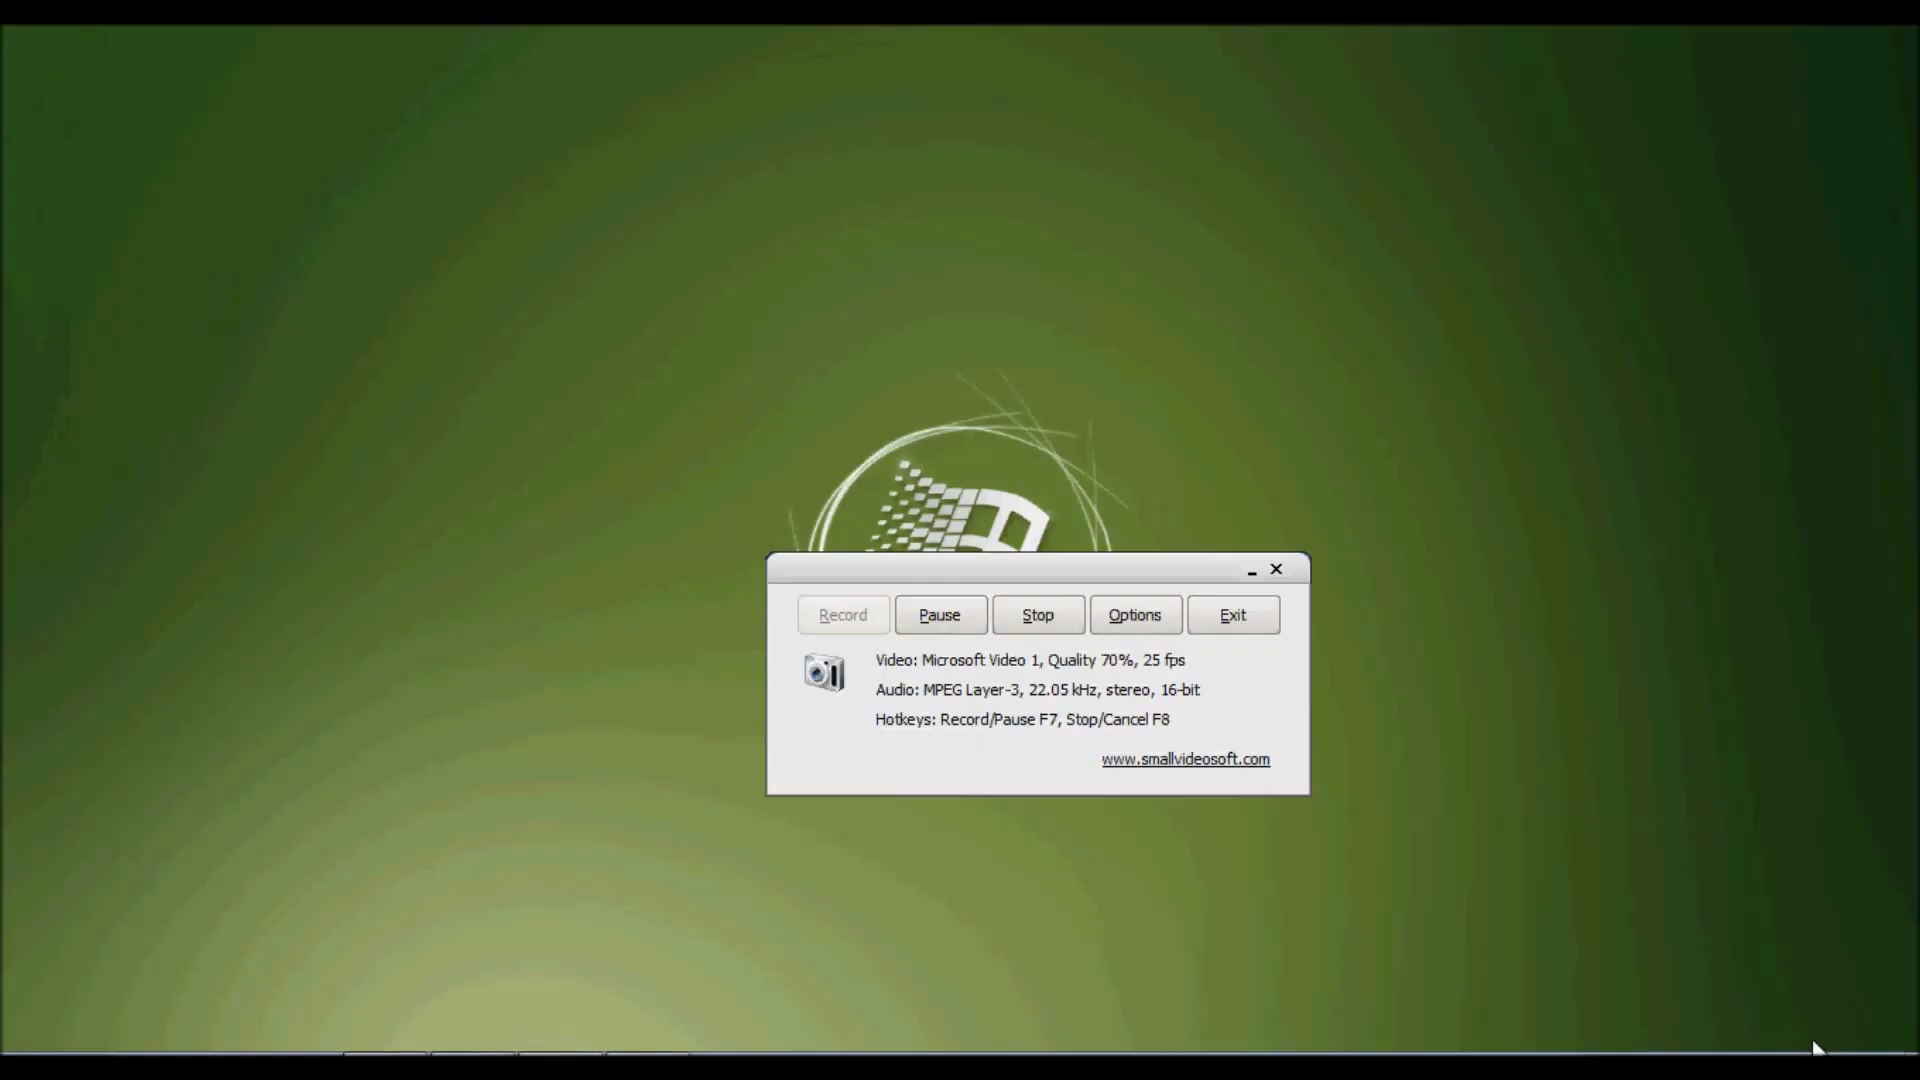 Record Pause Stop Options Exit
Video: Microsoft Video 1, Quality 70%, 25 fps
Audio: MPEG Layer-3, 22.05 kHz, stereo, 16-bit
Hotkeys: Record/Pause F7, Stop/Cancel F8
www.smallvideosoft.com